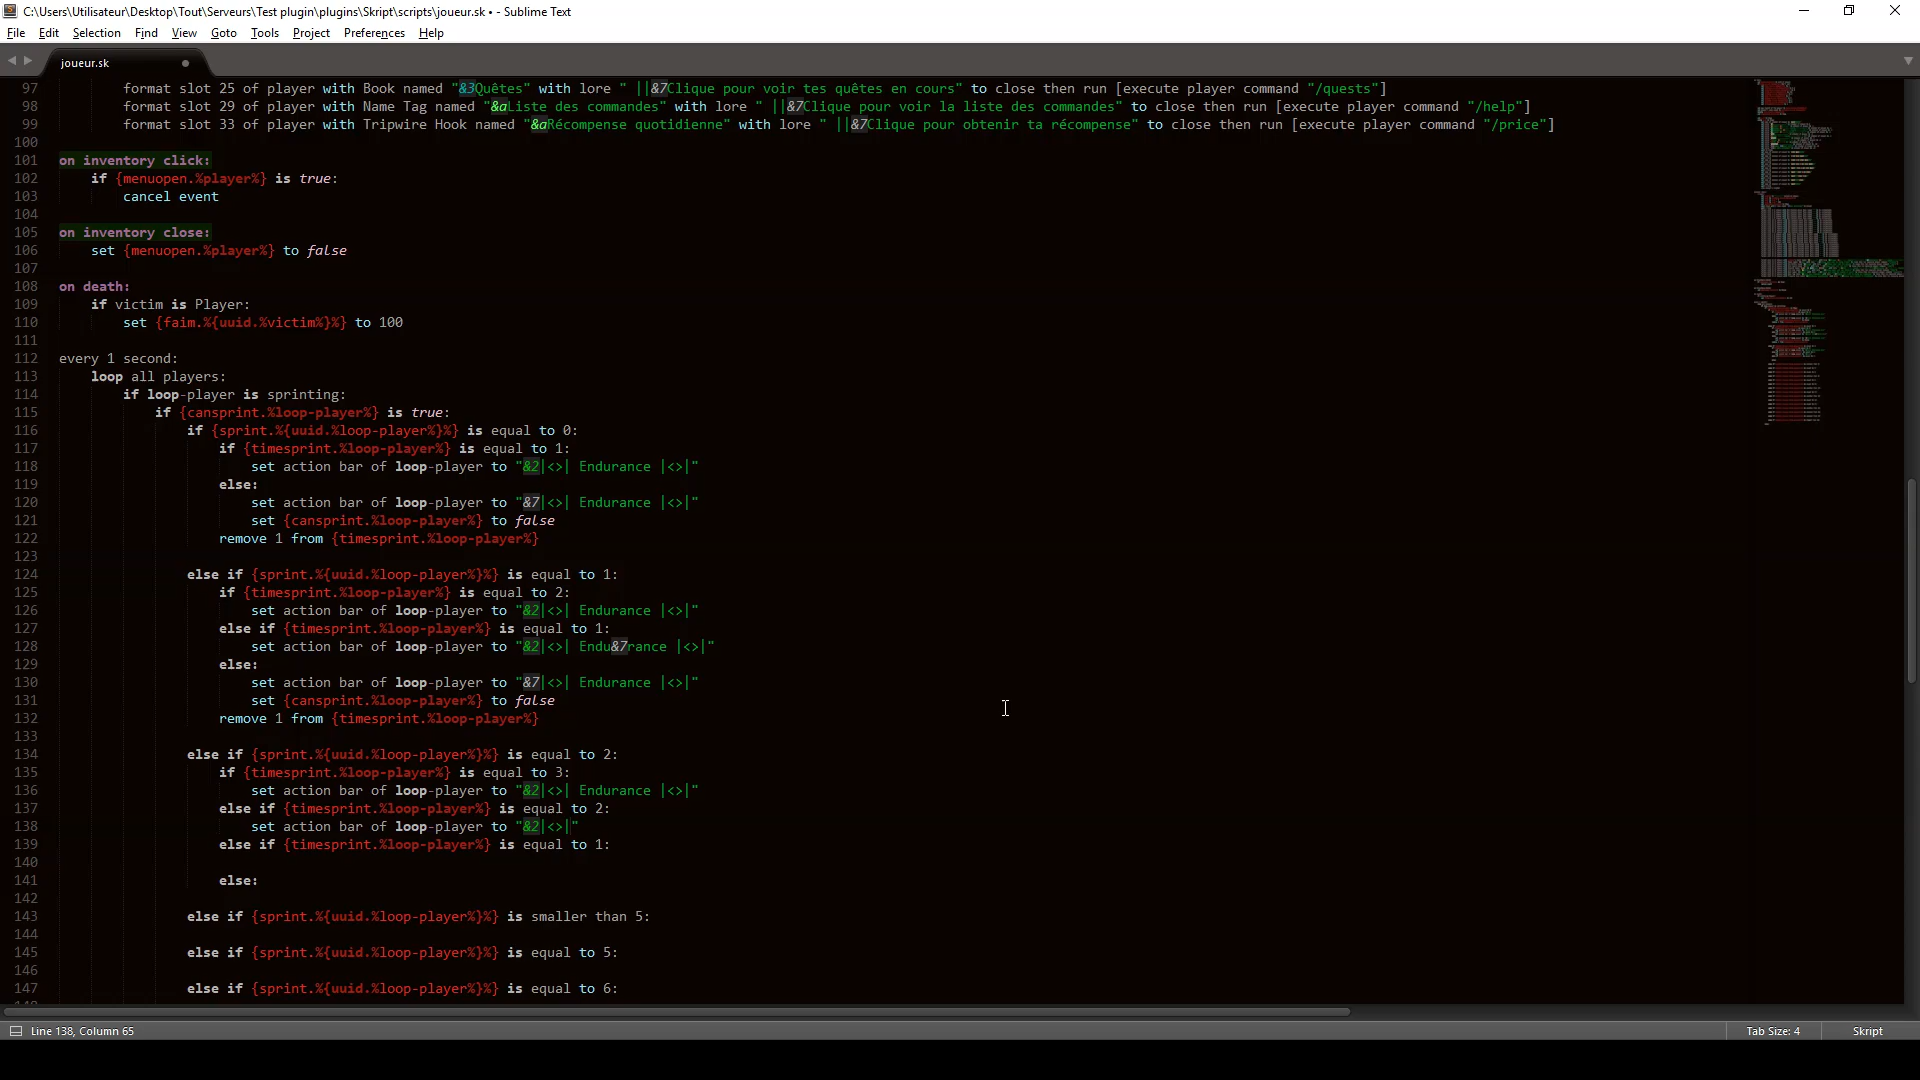 C:\Users\Utilisateur\Desktop\Tout\Serveurs\Test plugin\plugins\Skript\scripts\joueur.sk • - Sublime Text
File Edit Selection Find View Goto Tools Project Preferences Help
joueur.sk
97 format slot 25 of player with Book named "&3Quêtes" with lore " ||&7Clique pour voir tes quêtes en cours" to close then run [execute player command "/quests"]
98 format slot 29 of player with Name Tag named "&aListe des commandes" with lore " ||&7Clique pour voir la liste des commandes" to close then run [execute player command "/help"]
99 format slot 33 of player with Tripwire Hook named "&aRécompense quotidienne" with lore " ||&7Clique pour obtenir ta récompense" to close then run [execute player command "/price"]
100
101 on inventory click:
102 if {menuopen.%player%} is true:
103 cancel event
104
105 on inventory close:
106 set {menuopen.%player%} to false
107
108 on death:
109 if victim is Player:
110 set {faim.%{uuid.%victim%}%} to 100
111
112 every 1 second:
113 loop all players:
114 if loop-player is sprinting:
115 if {cansprint.%loop-player%} is true:
116 if {sprint.%{uuid.%loop-player%}%} is equal to 0:
117 if {timesprint.%loop-player%} is equal to 1:
118 set action bar of loop-player to "&2|<>| Endurance |<>|"
119 else:
120 set action bar of loop-player to "&7|<>| Endurance |<>|"
121 set {cansprint.%loop-player%} to false
122 remove 1 from {timesprint.%loop-player%}
123
124 else if {sprint.%{uuid.%loop-player%}%} is equal to 1:
125 if {timesprint.%loop-player%} is equal to 2:
126 set action bar of loop-player to "&2|<>| Endurance |<>|"
127 else if {timesprint.%loop-player%} is equal to 1:
128 set action bar of loop-player to "&2|<>| Endu&7rance |<>|"
129 else:
130 set action bar of loop-player to "&7|<>| Endurance |<>|"
131 set {cansprint.%loop-player%} to false
132 remove 1 from {timesprint.%loop-player%}
133
134 else if {sprint.%{uuid.%loop-player%}%} is equal to 2:
135 if {timesprint.%loop-player%} is equal to 3:
136 set action bar of loop-player to "&2|<>| Endurance |<>|"
137 else if {timesprint.%loop-player%} is equal to 2:
138 set action bar of loop-player to "&2|<>|"
139 else if {timesprint.%loop-player%} is equal to 1:
140
141 else:
142
143 else if {sprint.%{uuid.%loop-player%}%} is smaller than 5:
144
145 else if {sprint.%{uuid.%loop-player%}%} is equal to 5:
146
147 else if {sprint.%{uuid.%loop-player%}%} is equal to 6:
Line 138, Column 65 Tab Size: 4 Skript